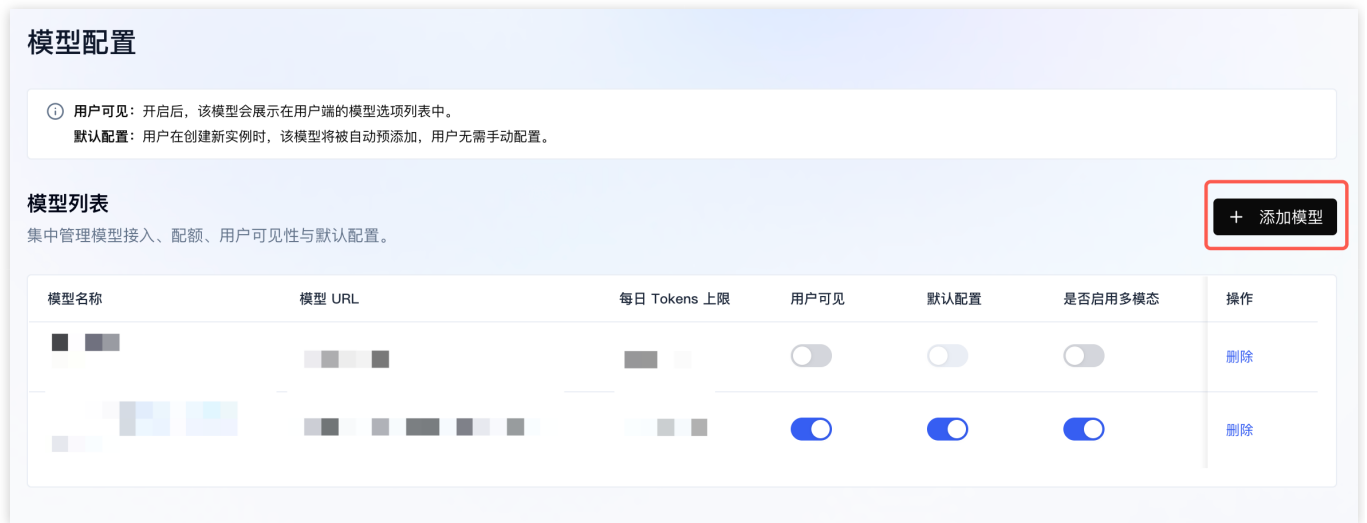 模型配置
用户可见：开启后，该模型会展示在用户端的模型选项列表中。
默认配置：用户在创建新实例时，该模型将被自动预添加，用户无需手动配置。
模型列表
集中管理模型接入、配额、用户可见性与默认配置。
+ 添加模型
模型名称 模型 URL 每日 Tokens 上限 用户可见 默认配置 是否启用多模态 操作
删除
删除